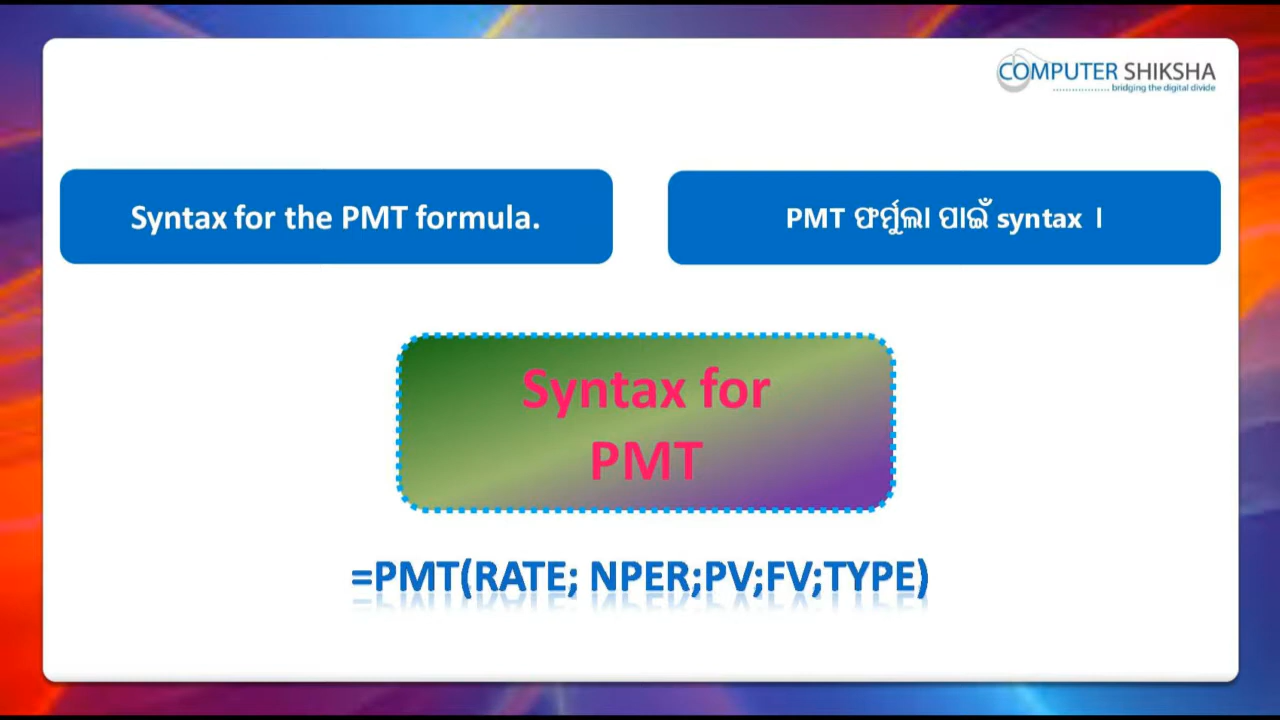 COMPUTER SHIKSHA
bridging the digital divide
Syntax for the PMT formula.
PMT ଫର୍ମୁଲା ପାଇଁ syntax ।
Syntax for
PMT
=PMT(RATE; NPER;PV;FV;TYPE)